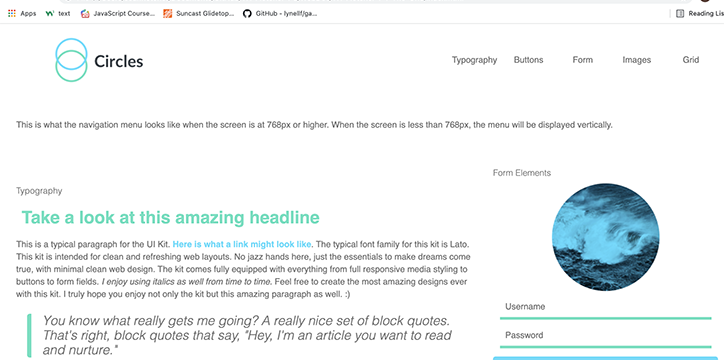 Apps
text
JavaScript Course...
Suncast Glidetop...
GitHub - lynellf/ga...
Reading Lis
Circles
Typography Buttons Form Images Grid
This is what the navigation menu looks like when the screen is at 768px or higher. When the screen is less than 768px, the menu will be displayed vertically.
Typography
Take a look at this amazing headline
This is a typical paragraph for the UI Kit. Here is what a link might look like. The typical font family for this kit is Lato.
This kit is intended for clean and refreshing web layouts. No jazz hands here, just the essentials to make dreams come
true, with minimal clean web design. The kit comes fully equipped with everything from full responsive media styling to
buttons to form fields. I enjoy using italics as well from time to time. Feel free to create the most amazing designs ever
with this kit. I truly hope you enjoy not only the kit but this amazing paragraph as well. :)
You know what really gets me going? A really nice set of block quotes.
That's right, block quotes that say, "Hey, I'm an article you want to read
and nurture."
Form Elements
Username
Password